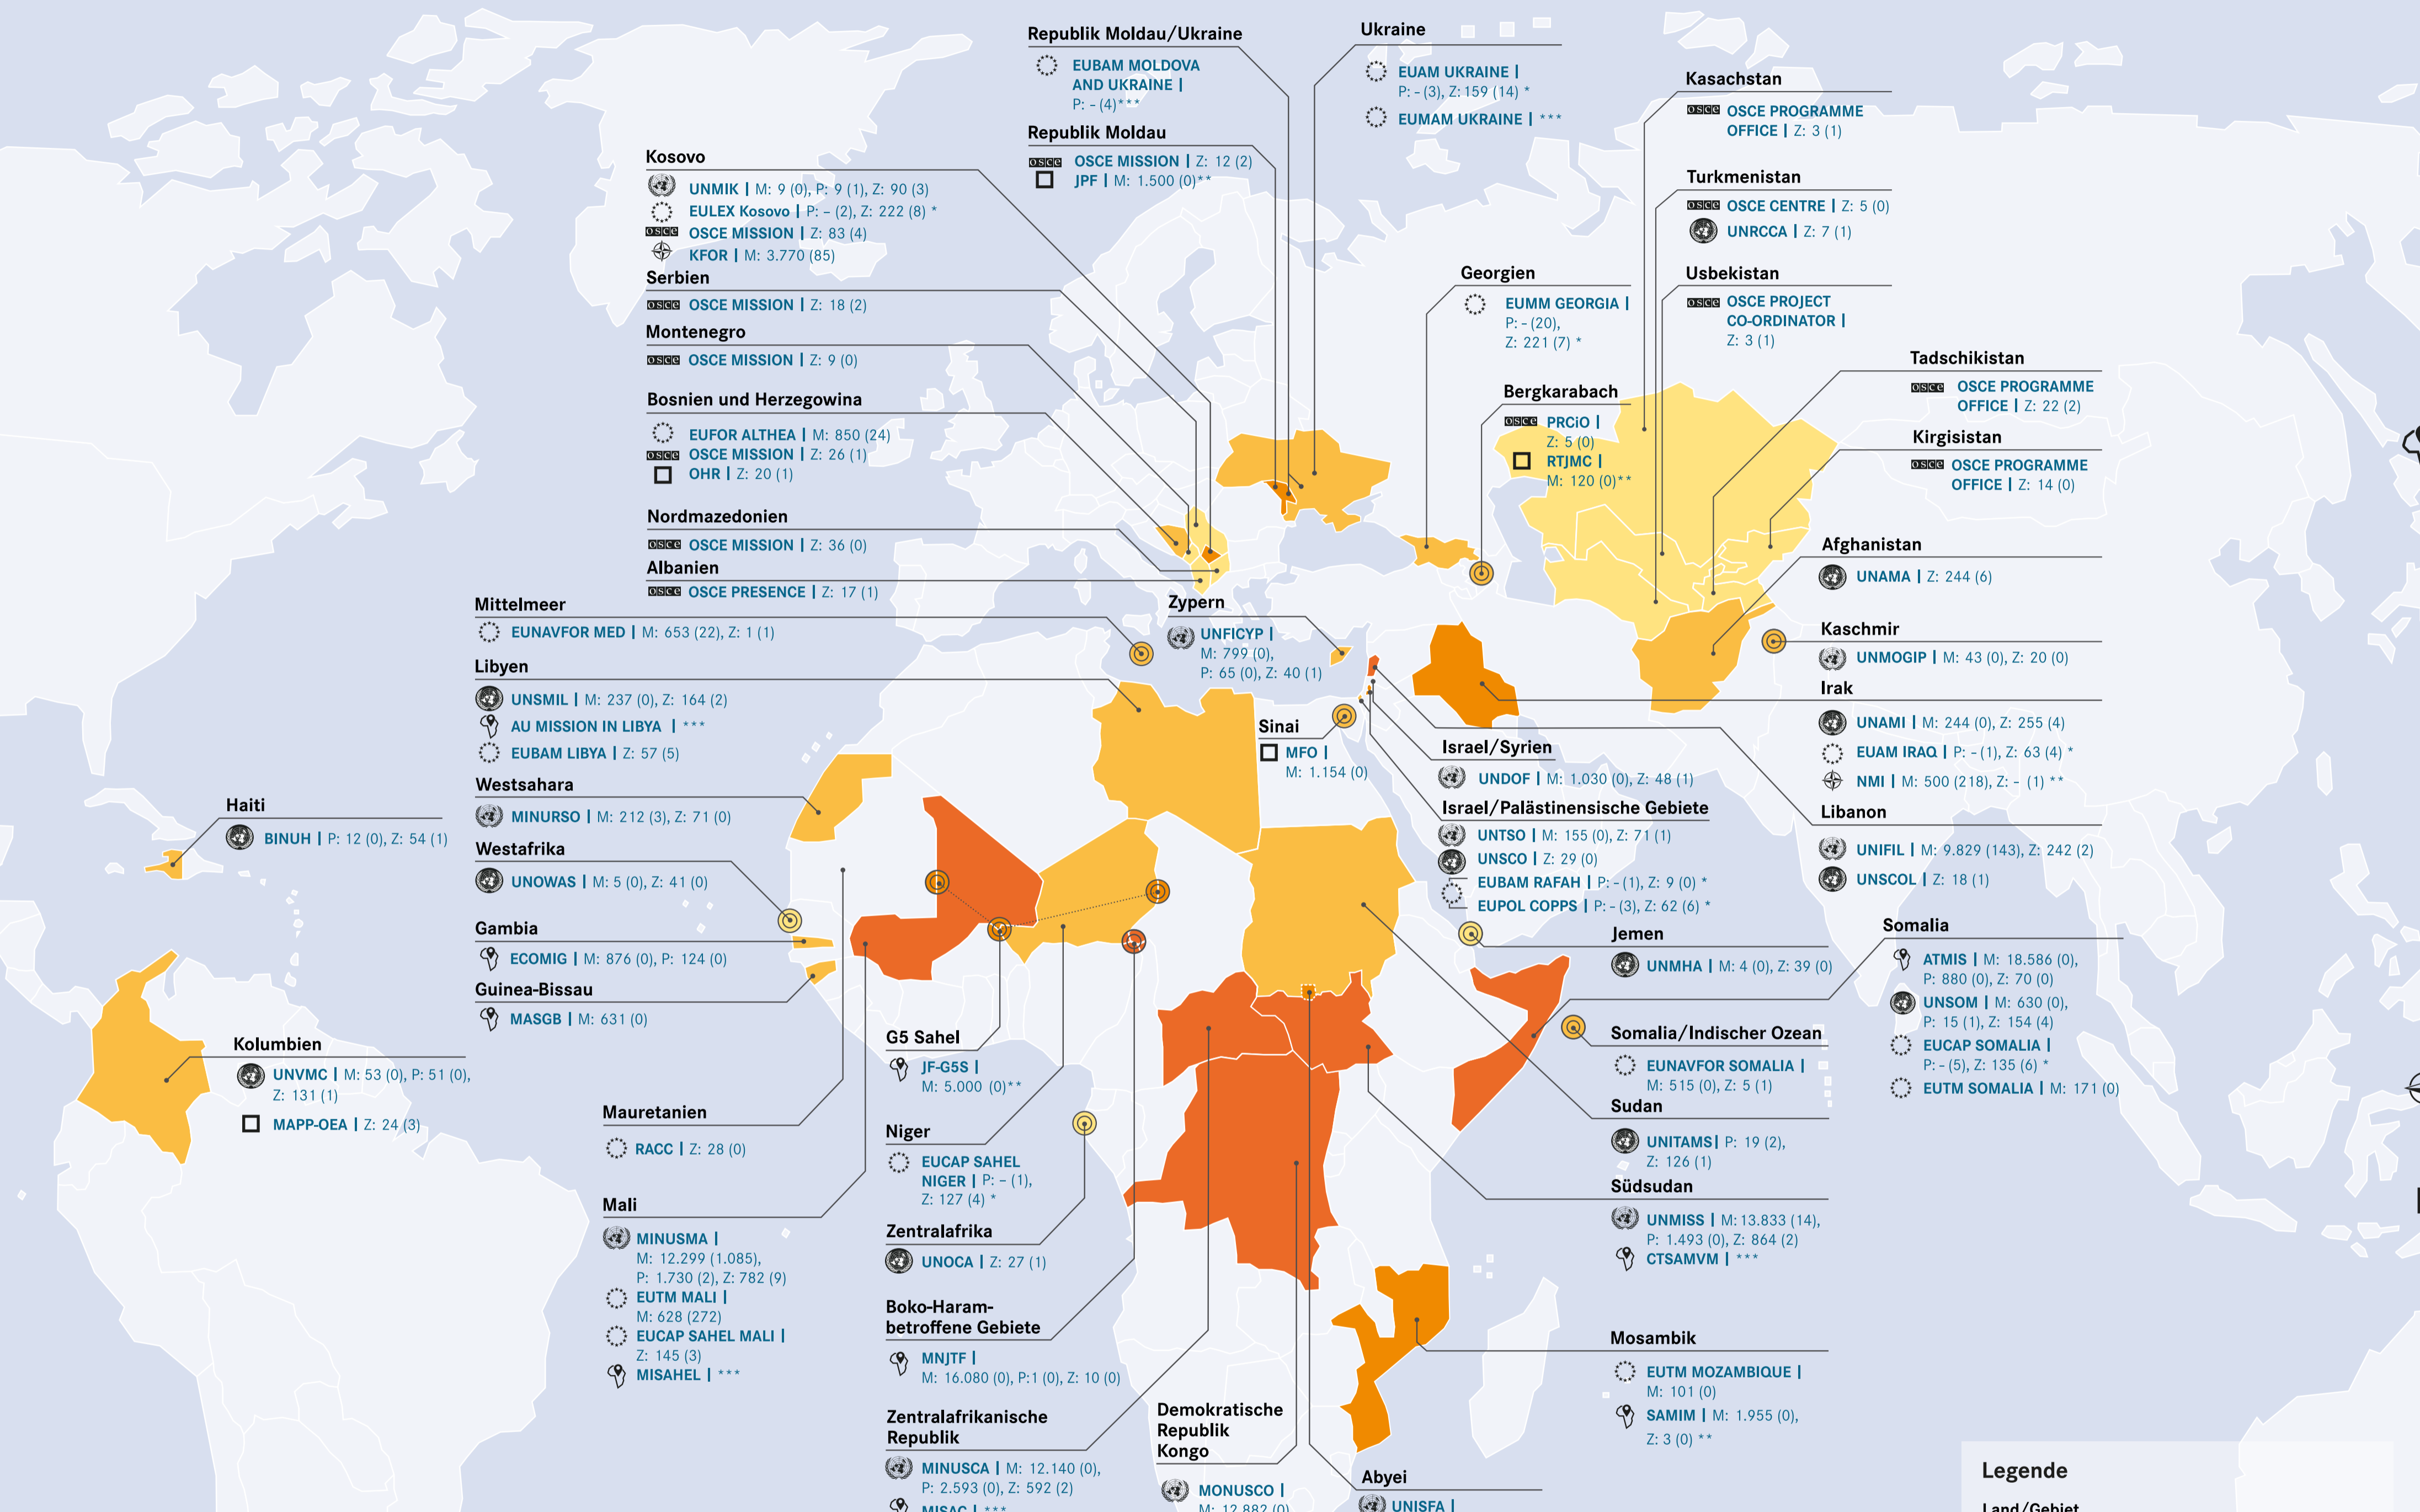 Republik Moldau/Ukraine
EUBAM MOLDOVA
AND UKRAINE |
P: – (4)***
Republik Moldau
OSCE MISSION | Z: 12 (2)
JPF | M: 1.500 (0)**
Ukraine
EUAM UKRAINE |
P: – (3), Z: 159 (14) *
EUMAM UKRAINE | ***
Kasachstan
OSCE PROGRAMME
OFFICE | Z: 3 (1)
Turkmenistan
OSCE CENTRE | Z: 5 (0)
UNRCCA | Z: 7 (1)
Usbekistan
OSCE PROJECT
CO-ORDINATOR |
Z: 3 (1)
Georgien
EUMM GEORGIA |
P: – (20),
Z: 221 (7) *
Bergkarabach
PRCiO |
Z: 5 (0)
RTJMC |
M: 120 (0)**
Tadschikistan
OSCE PROGRAMME
OFFICE | Z: 22 (2)
Kirgisistan
OSCE PROGRAMME
OFFICE | Z: 14 (0)
Afghanistan
UNAMA | Z: 244 (6)
Kaschmir
UNMOGIP | M: 43 (0), Z: 20 (0)
Irak
UNAMI | M: 244 (0), Z: 255 (4)
EUAM IRAQ | P: – (1), Z: 63 (4) *
NMI | M: 500 (218), Z: – (1) **
Libanon
UNIFIL | M: 9.829 (143), Z: 242 (2)
UNSCOL | Z: 18 (1)
Kosovo
UNMIK | M: 9 (0), P: 9 (1), Z: 90 (3)
EULEX Kosovo | P: – (2), Z: 222 (8) *
OSCE MISSION | Z: 83 (4)
KFOR | M: 3.770 (85)
Serbien
OSCE MISSION | Z: 18 (2)
Montenegro
OSCE MISSION | Z: 9 (0)
Bosnien und Herzegowina
EUFOR ALTHEA | M: 850 (24)
OSCE MISSION | Z: 26 (1)
OHR | Z: 20 (1)
Nordmazedonien
OSCE MISSION | Z: 36 (0)
Albanien
OSCE PRESENCE | Z: 17 (1)
Mittelmeer
EUNAVFOR MED | M: 653 (22), Z: 1 (1)
Libyen
UNSMIL | M: 237 (0), Z: 164 (2)
AU MISSION IN LIBYA | ***
EUBAM LIBYA | Z: 57 (5)
Westsahara
MINURSO | M: 212 (3), Z: 71 (0)
Westafrika
UNOWAS | M: 5 (0), Z: 41 (0)
Gambia
ECOMIG | M: 876 (0), P: 124 (0)
Guinea-Bissau
MASGB | M: 631 (0)
Zypern
UNFICYP |
M: 799 (0),
P: 65 (0), Z: 40 (1)
Sinai
MFO |
M: 1.154 (0)
Israel/Syrien
UNDOF | M: 1.030 (0), Z: 48 (1)
Israel/Palästinensische Gebiete
UNTSO | M: 155 (0), Z: 71 (1)
UNSCO | Z: 29 (0)
EUBAM RAFAH | P: – (1), Z: 9 (0) *
EUPOL COPPS | P: – (3), Z: 62 (6) *
Jemen
UNMHA | M: 4 (0), Z: 39 (0)
Somalia
ATMIS | M: 18.586 (0),
P: 880 (0), Z: 70 (0)
UNSOM | M: 630 (0),
P: 15 (1), Z: 154 (4)
EUCAP SOMALIA |
P: – (5), Z: 135 (6) *
EUTM SOMALIA | M: 171 (0)
Somalia/Indischer Ozean
EUNAVFOR SOMALIA |
M: 515 (0), Z: 5 (1)
Sudan
UNITAMS| P: 19 (2),
Z: 126 (1)
Südsudan
UNMISS | M: 13.833 (14),
P: 1.493 (0), Z: 864 (2)
CTSAMVM | ***
Mosambik
EUTM MOZAMBIQUE |
M: 101 (0)
SAMIM | M: 1.955 (0),
Z: 3 (0) **
Haiti
BINUH | P: 12 (0), Z: 54 (1)
Kolumbien
UNVMC | M: 53 (0), P: 51 (0),
Z: 131 (1)
MAPP-OEA | Z: 24 (3)
Mauretanien
RACC | Z: 28 (0)
Mali
MINUSMA |
M: 12.299 (1.085),
P: 1.730 (2), Z: 782 (9)
EUTM MALI |
M: 628 (272)
EUCAP SAHEL MALI |
Z: 145 (3)
MISAHEL | ***
G5 Sahel
JF-G5S |
M: 5.000 (0)**
Niger
EUCAP SAHEL
NIGER | P: – (1),
Z: 127 (4) *
Zentralafrika
UNOCA | Z: 27 (1)
Boko-Haram-
betroffene Gebiete
MNJTF |
M: 16.080 (0), P:1 (0), Z: 10 (0)
Zentralafrikanische
Republik
MINUSCA | M: 12.140 (0),
P: 2.593 (0), Z: 592 (2)
MISAC | ***
Demokratische
Republik
Kongo
MONUSCO |
M: 12.882 (0)
Abyei
UNISFA |
Legende
Land/Gebiet